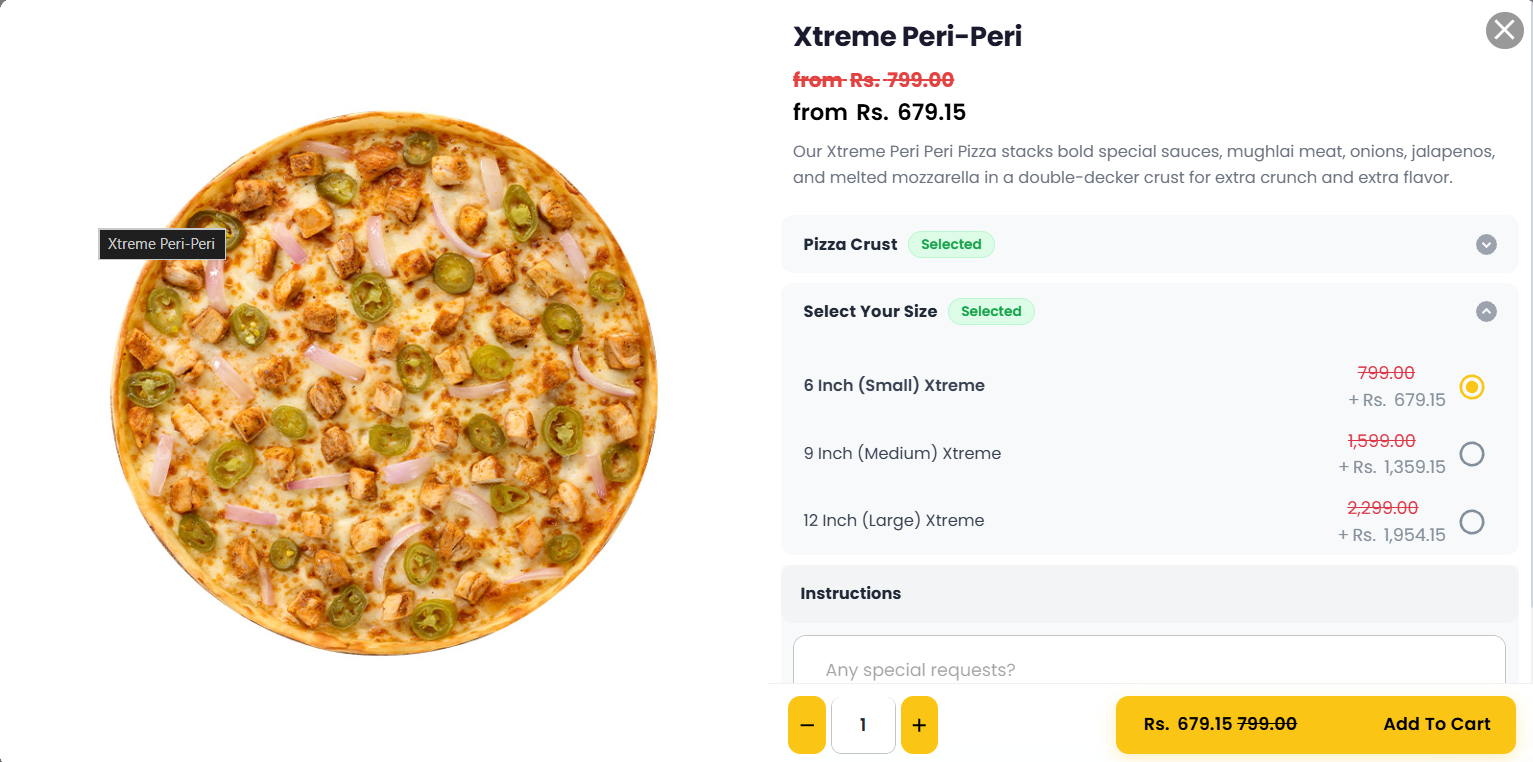 Xtreme Peri-Peri
Xtreme Peri-Peri
from Rs. 799.00
from Rs. 679.15
Our Xtreme Peri Peri Pizza stacks bold special sauces, mughlai meat, onions, jalapenos,
and melted mozzarella in a double-decker crust for extra crunch and extra flavor.
Pizza Crust Selected
Select Your Size Selected
6 Inch (Small) Xtreme
799.00
+ Rs. 679.15
9 Inch (Medium) Xtreme
1,599.00
+ Rs. 1,359.15
12 Inch (Large) Xtreme
2,299.00
+ Rs. 1,954.15
Instructions
Any special requests?
− 1 + Rs. 679.15 799.00 Add To Cart